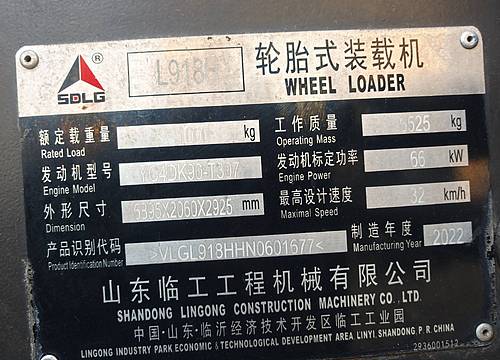 SDLG ®
轮胎式装载机
WHEEL LOADER
额定载重量 kg
Rated Load
工作质量 kg
Operating Mass
发动机型号
Engine Model
发动机标定功率 66 kW
Engine Power
外形尺寸 mm
Dimension
最高设计速度 32 km/h
Maximal Speed
产品识别代码 >VLGL918HHN0601677<
Product Identification Number
制造年度 2022
Manufacturing Year
山东临工工程机械有限公司
SHANDONG LINGONG CONSTRUCTION MACHINERY CO., LTD.
中国·山东·临沂经济技术开发区临工工业园
LINGONG INDUSTRY PARK ECONOMIC & TECHNOLOGICAL DEVELOPMENT AREA LINYI, SHANDONG, P. R. CHINA
2936001512